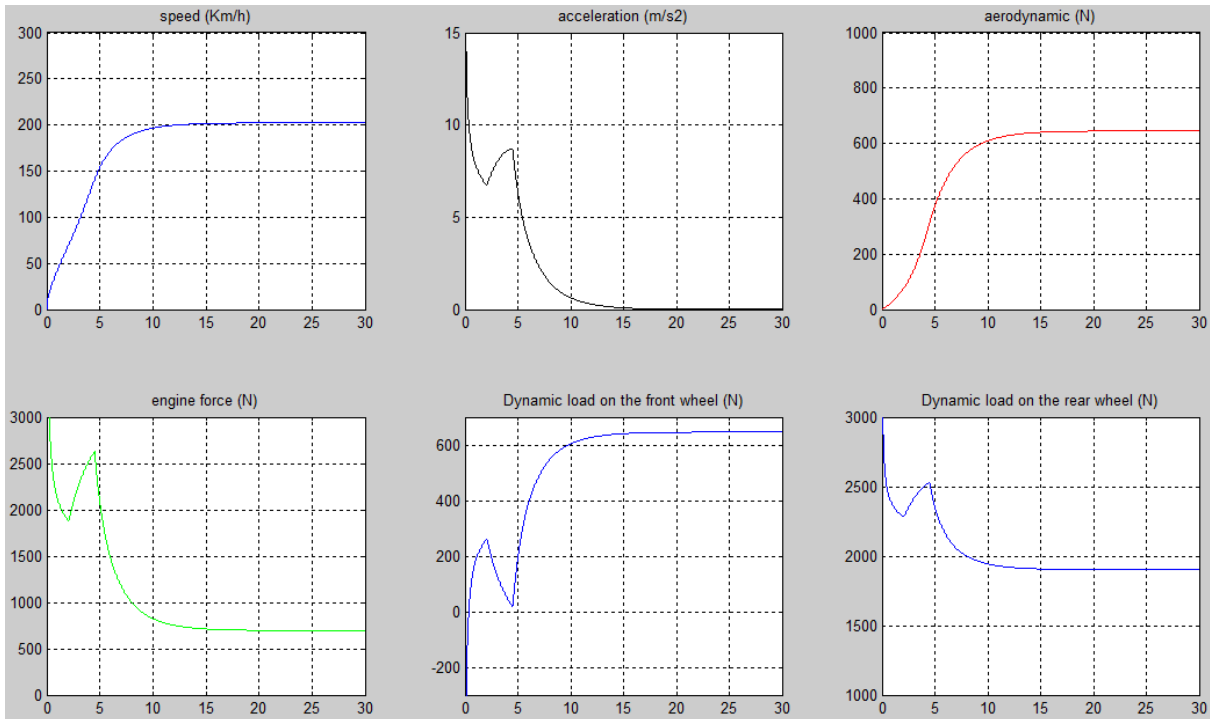 speed (Km/h)
300
250
200
150
100
50
0
0 5 10 15 20 25 30
acceleration (m/s2)
15
10
5
0
0 5 10 15 20 25 30
aerodynamic (N)
1000
800
600
400
200
0
0 5 10 15 20 25 30
engine force (N)
3000
2500
2000
1500
1000
500
0
0 5 10 15 20 25 30
Dynamic load on the front wheel (N)
600
400
200
0
-200
0 5 10 15 20 25 30
Dynamic load on the rear wheel (N)
3000
2500
2000
1500
1000
0 5 10 15 20 25 30